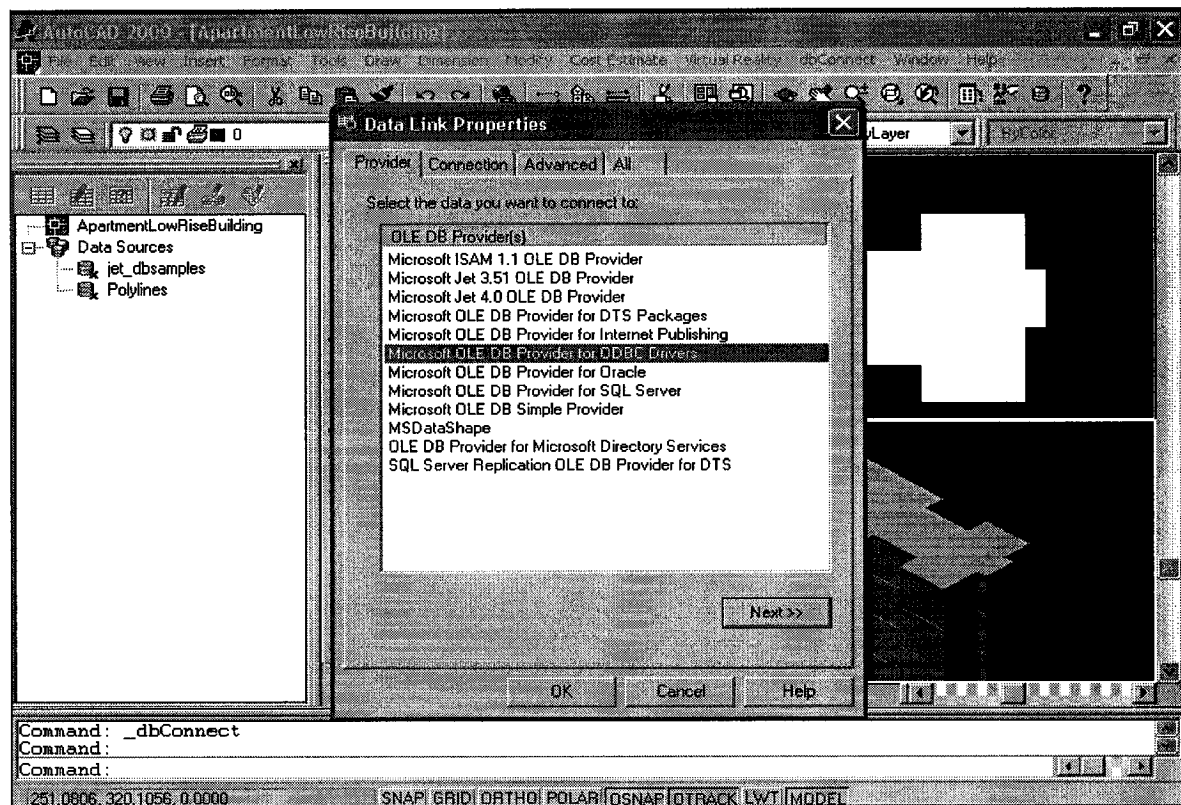 AutoCAD 2009 - [ApartmentLowRiseBuilding]
File Edit View Insert Format Tools Draw Dimension Modify Cost Estimate Virtual Reality dbConnect Window Help
0
Data Link Properties
yLayer
ByColor
Provider Connection Advanced All
Select the data you want to connect to:
OLE DB Provider(s)
Microsoft ISAM 1.1 OLE DB Provider
Microsoft Jet 3.51 OLE DB Provider
Microsoft Jet 4.0 OLE DB Provider
Microsoft OLE DB Provider for DTS Packages
Microsoft OLE DB Provider for Internet Publishing
Microsoft OLE DB Provider for ODBC Drivers
Microsoft OLE DB Provider for Oracle
Microsoft OLE DB Provider for SQL Server
Microsoft OLE DB Simple Provider
MSDataShape
OLE DB Provider for Microsoft Directory Services
SQL Server Replication OLE DB Provider for DTS
Next >>
OK Cancel Help
ApartmentLowRiseBuilding
Data Sources
jet_dbsamples
Polylines
Command: _dbConnect
Command:
Command:
251.0806, 320.1056, 0.0000 SNAP GRID ORTHO POLAR OSNAP OTRACK LWT MODEL